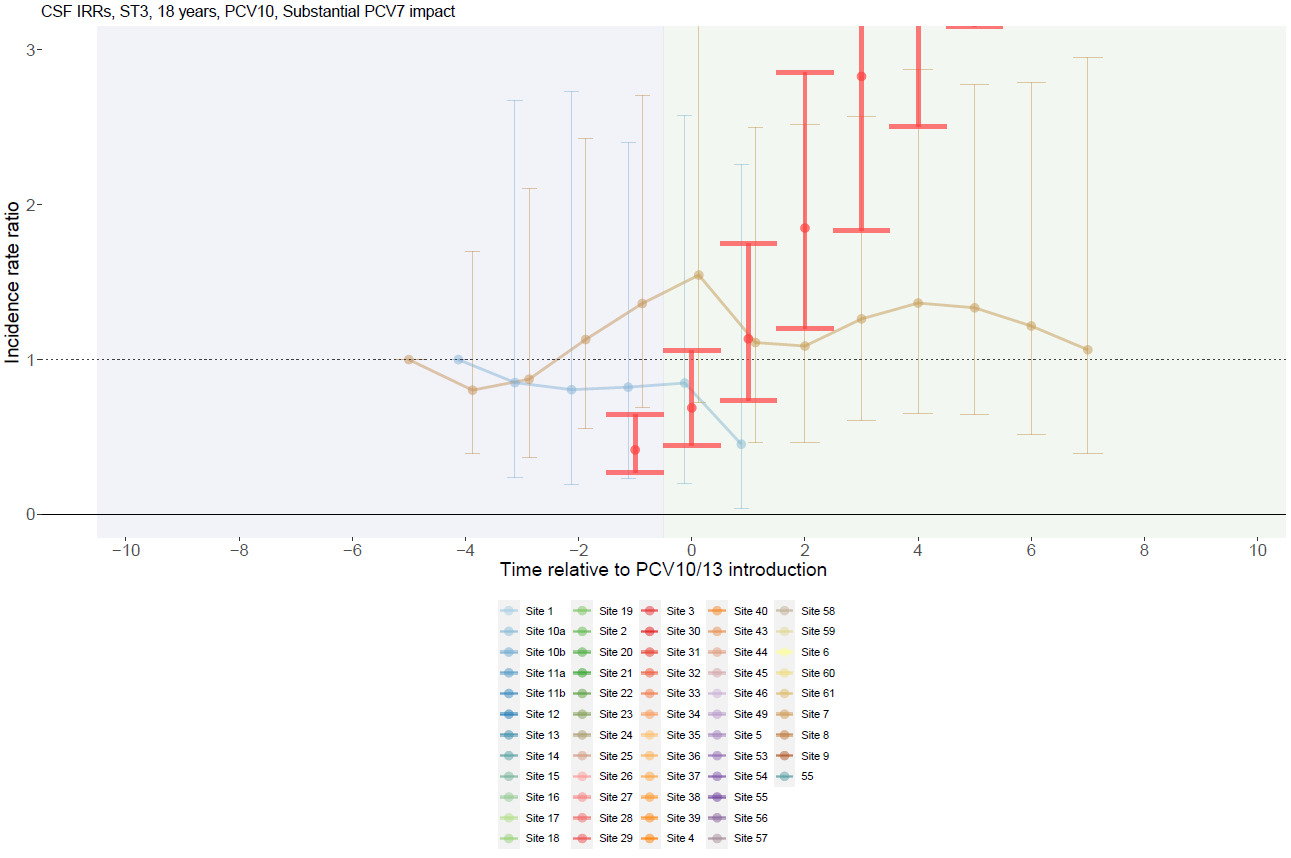 CSF IRRs, ST3, 18 years, PCV10, Substantial PCV7 impact
Incidence rate ratio
3
2
1
0
−10 −8 −6 −4 −2 0 2 4 6 8 10
Time relative to PCV10/13 introduction
Site 1 Site 19 Site 3 Site 40 Site 58
Site 10a Site 2 Site 30 Site 43 Site 59
Site 10b Site 20 Site 31 Site 44 Site 6
Site 11a Site 21 Site 32 Site 45 Site 60
Site 11b Site 22 Site 33 Site 46 Site 61
Site 12 Site 23 Site 34 Site 49 Site 7
Site 13 Site 24 Site 35 Site 5 Site 8
Site 14 Site 25 Site 36 Site 53 Site 9
Site 15 Site 26 Site 37 Site 54 55
Site 16 Site 27 Site 38 Site 55
Site 17 Site 28 Site 39 Site 56
Site 18 Site 29 Site 4 Site 57